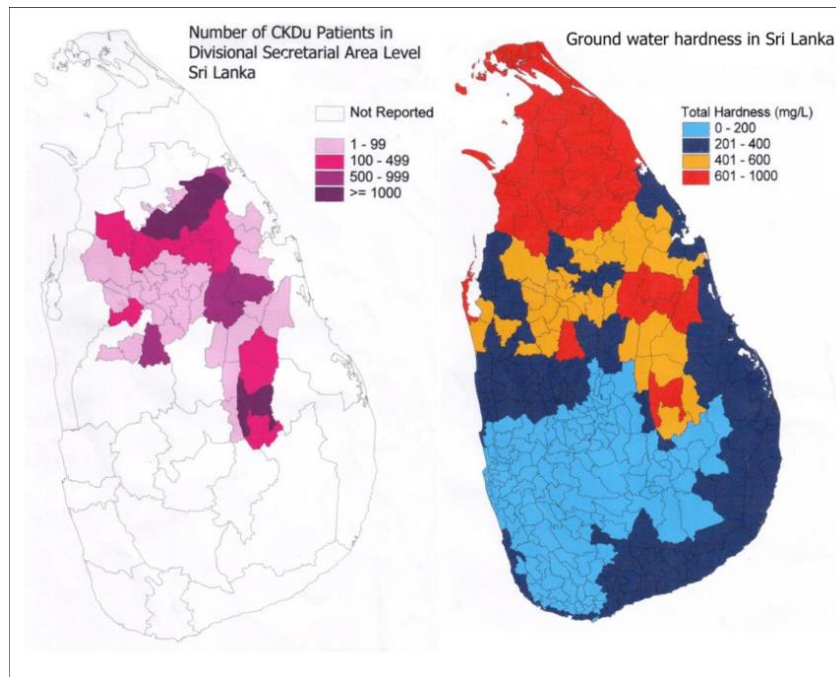 Number of CKDu Patients in
Divisional Secretarial Area Level
Sri Lanka
Not Reported
1 - 99
100 - 499
500 - 999
>= 1000
Ground water hardness in Sri Lanka
Total Hardness (mg/L)
0 - 200
201 - 400
401 - 600
601 - 1000